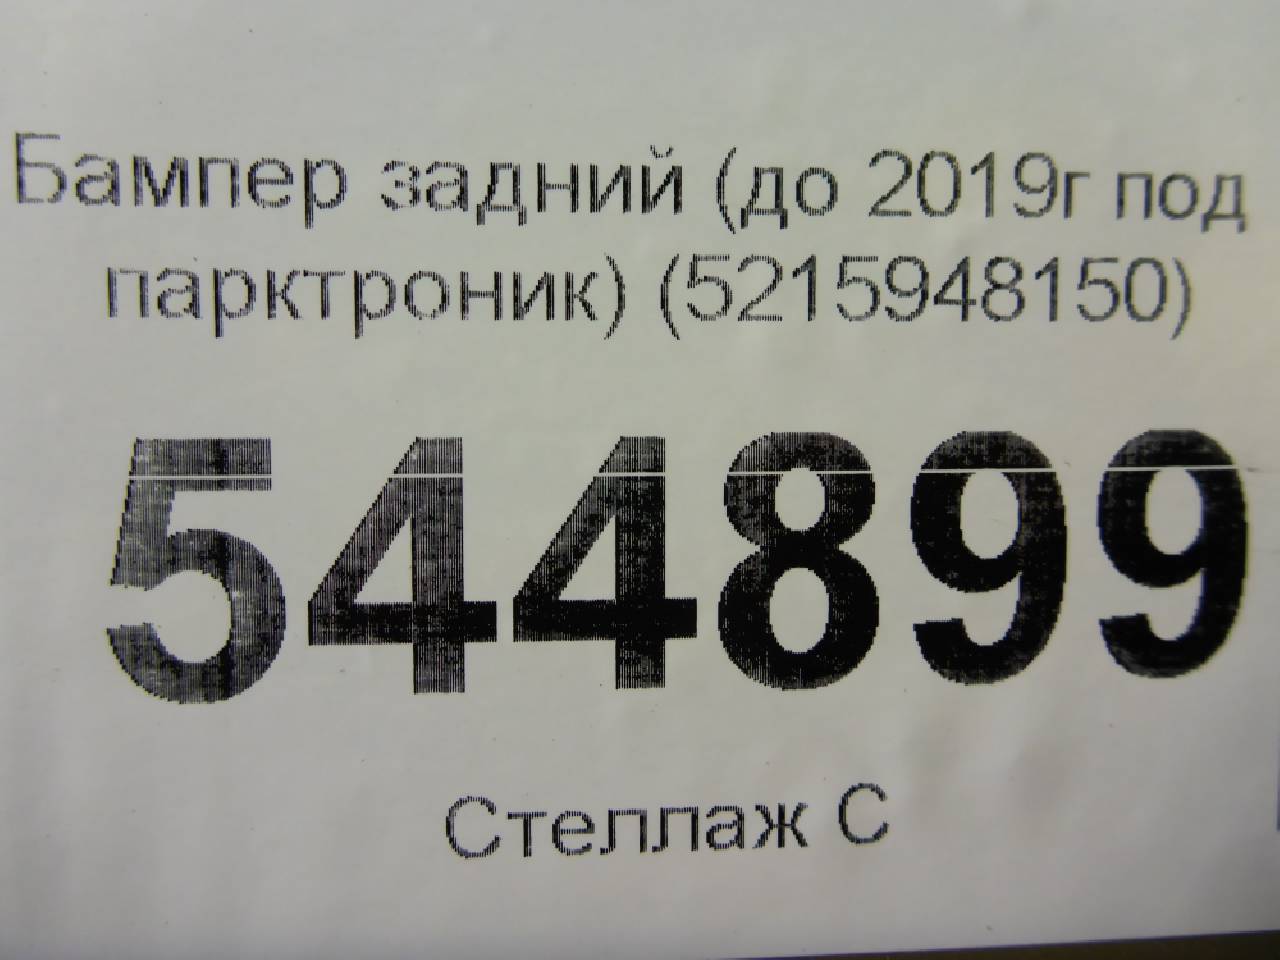 Бампер задний (до 2019г под
парктроник) (5215948150)
544899
Стеллаж С